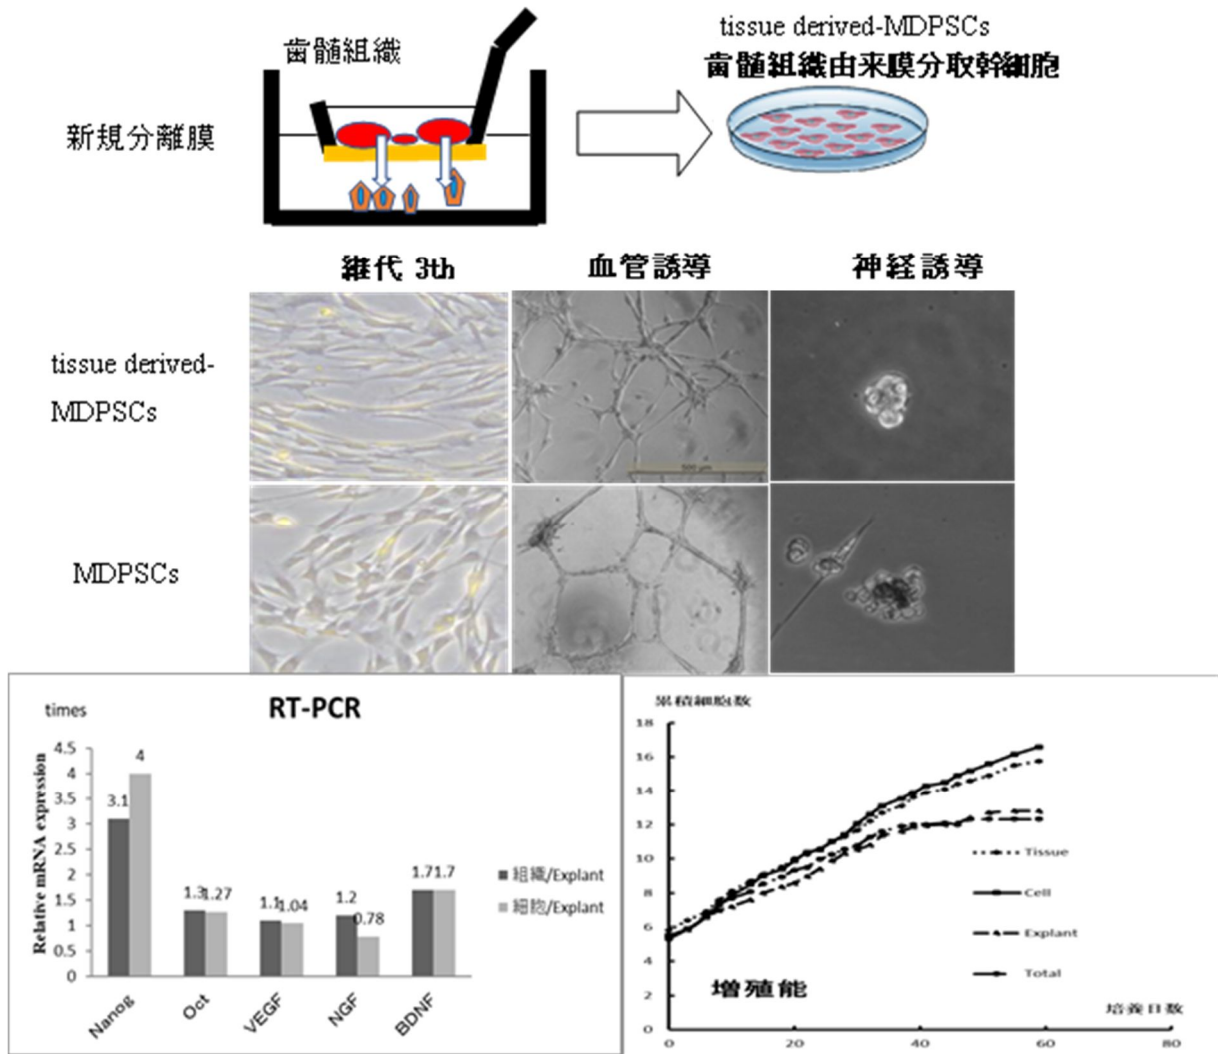 tissue derived-MDPSCs
歯髄組織
歯髄組織由来膜分取幹細胞
新規分離膜
継代 3th
血管誘導
神経誘導
tissue derived-
MDPSCs
500 µm
MDPSCs
times
RT-PCR
Relative mRNA expression
4.5
4
3.5
3
2.5
2
1.5
1
0.5
0
3.1
4
1.3
1.27
1.1
1.04
1.2
0.78
1.7
1.7
組織/Explant
細胞/Explant
Nanog
Oct
VEGF
NGF
BDNF
累積細胞数
18
16
14
12
10
8
6
4
2
0
Tissue
Cell
Explant
Total
増殖能
培養日数
0
20
40
60
80